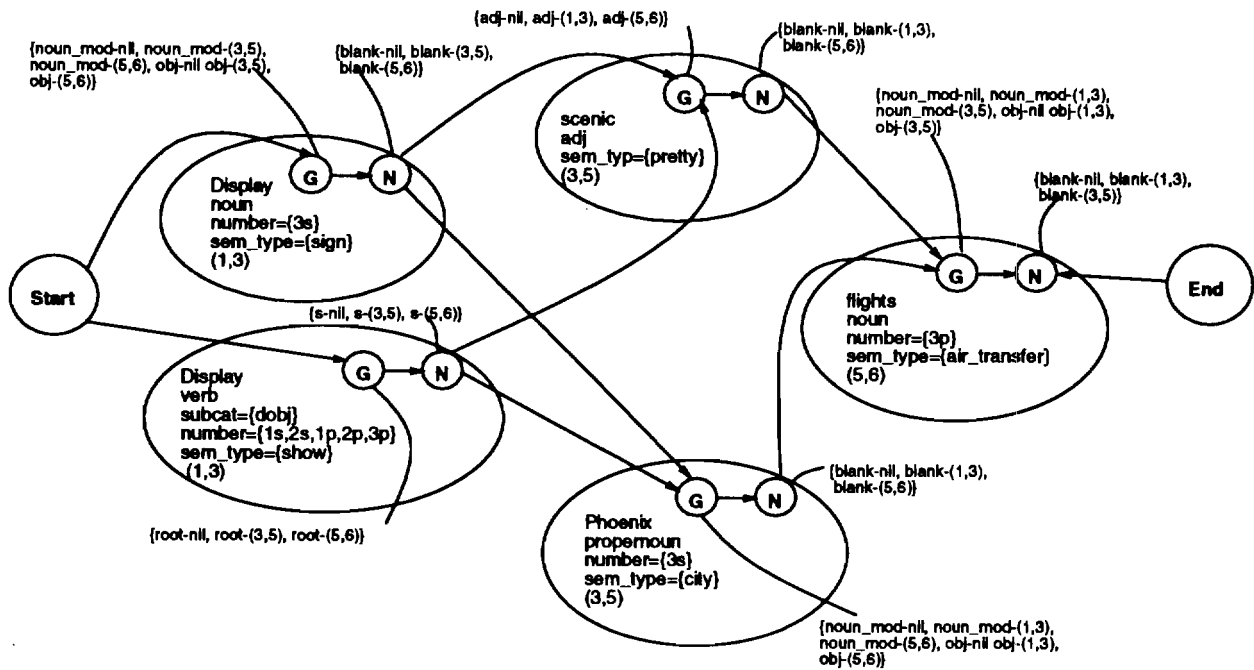 {adj-nil, adj-(1,3), adj-(5,6)}
{blank-nil, blank-(1,3),
blank-(5,6)}
{noun_mod-nil, noun_mod-(3,5),
noun_mod-(5,6), obj-nil obj-(3,5),
obj-(5,6)}
{blank-nil, blank-(3,5),
blank-(5,6)}
G
N
scenic
adj
sem_typ={pretty}
(3,5)
{noun_mod-nil, noun_mod-(1,3),
noun_mod-(3,5), obj-nil obj-(1,3),
obj-(3,5)}
G
N
Display
noun
number={3s}
sem_type={sign}
(1,3)
{blank-nil, blank-(1,3),
blank-(3,5)}
Start
G
N
flights
noun
number={3p}
sem_type={air_transfer}
(5,6)
End
{s-nil, s-(3,5), s-(5,6)}
G
N
Display
verb
subcat={dobj}
number={1s,2s,1p,2p,3p}
sem_type={show}
(1,3)
{root-nil, root-(3,5), root-(5,6)}
{blank-nil, blank-(1,3),
blank-(5,6)}
G
N
Phoenix
propernoun
number={3s}
sem_type={city}
(3,5)
{noun_mod-nil, noun_mod-(1,3),
noun_mod-(5,6), obj-nil obj-(1,3),
obj-(5,6)}